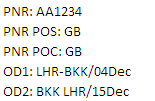 PNR: AA1234
PNR POS: GB
PNR POC: GB
OD1: LHR-BKK/04Dec
OD2: BKK LHR/15Dec